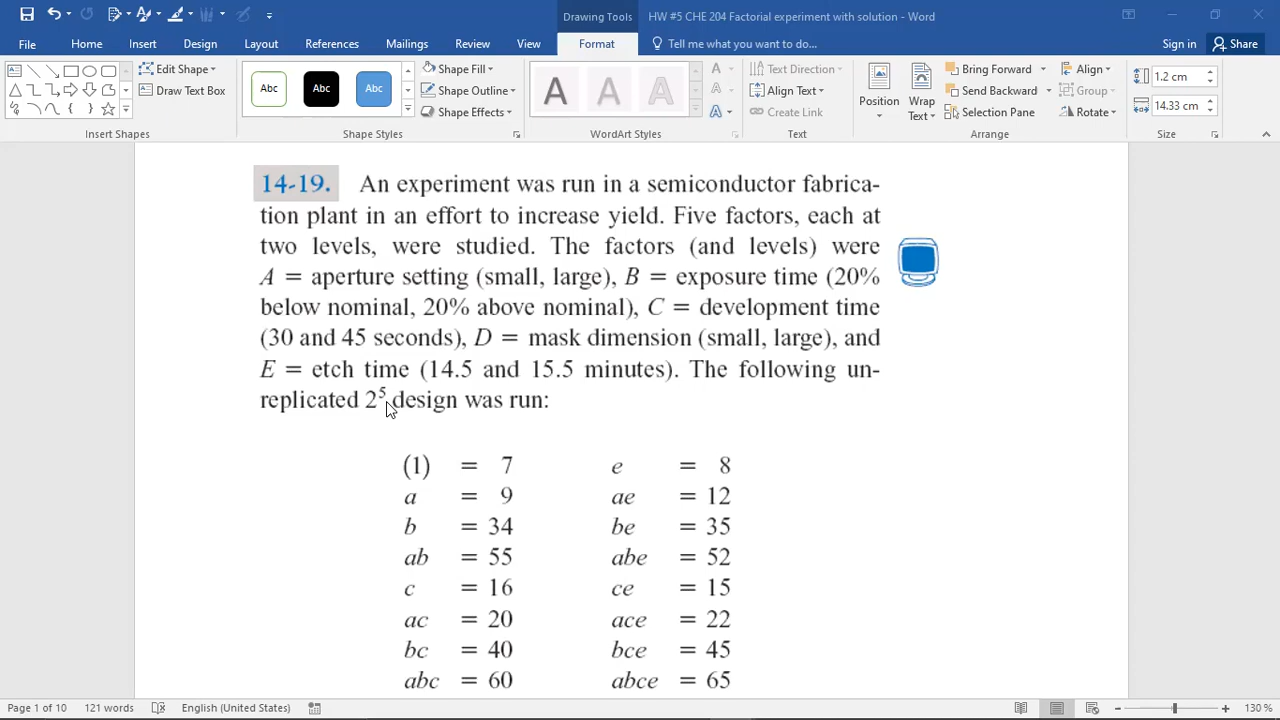 Drawing Tools
HW #5 CHE 204 Factorial experiment with solution - Word
File Home Insert Design Layout References Mailings Review View Format Tell me what you want to do... Sign in Share
Edit Shape
Draw Text Box
Insert Shapes
Abc Abc Abc
Shape Fill
Shape Outline
Shape Effects
Shape Styles
A A A
A
A
A
WordArt Styles
Text Direction
Align Text
Create Link
Text
Position
Wrap Text
Bring Forward
Send Backward
Selection Pane
Align
Group
Rotate
Arrange
1.2 cm
14.33 cm
Size
14-19. An experiment was run in a semiconductor fabrica-
tion plant in an effort to increase yield. Five factors, each at
two levels, were studied. The factors (and levels) were
A = aperture setting (small, large), B = exposure time (20%
below nominal, 20% above nominal), C = development time
(30 and 45 seconds), D = mask dimension (small, large), and
E = etch time (14.5 and 15.5 minutes). The following un-
replicated 2⁵ design was run:
(1) = 7 e = 8
a = 9 ae = 12
b = 34 be = 35
ab = 55 abe = 52
c = 16 ce = 15
ac = 20 ace = 22
bc = 40 bce = 45
abc = 60 abce = 65
Page 1 of 10 121 words English (United States) 130 %